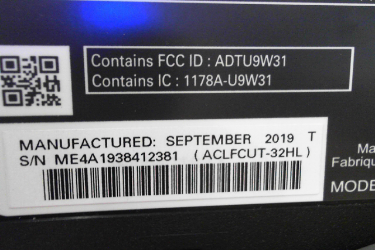 Contains FCC ID : ADTU9W31
Contains IC : 1178A-U9W31
MANUFACTURED: SEPTEMBER 2019 T
S/N ME4A1938412381 ( ACLFCUT-32HL )
Ma
Fabriqu
MODE